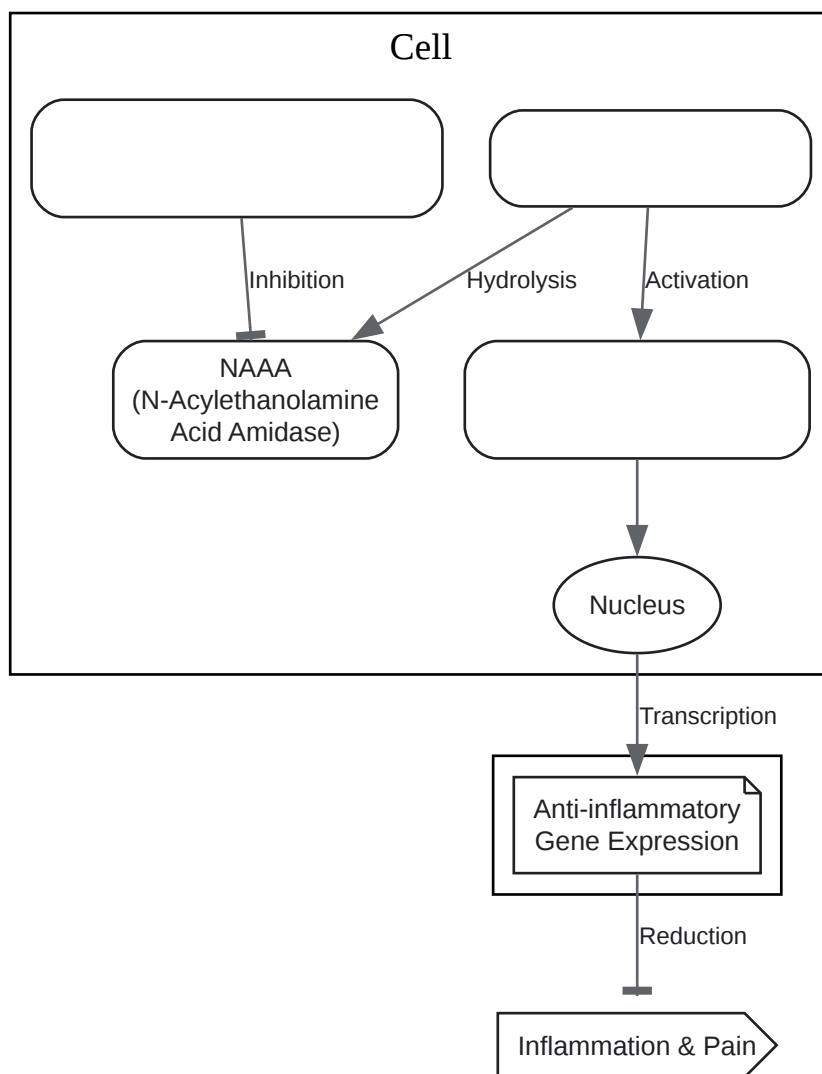 Cell
Inhibition
Hydrolysis
Activation
NAAA
(N-Acylethanolamine
Acid Amidase)
Nucleus
Transcription
Anti-inflammatory
Gene Expression
Reduction
Inflammation & Pain